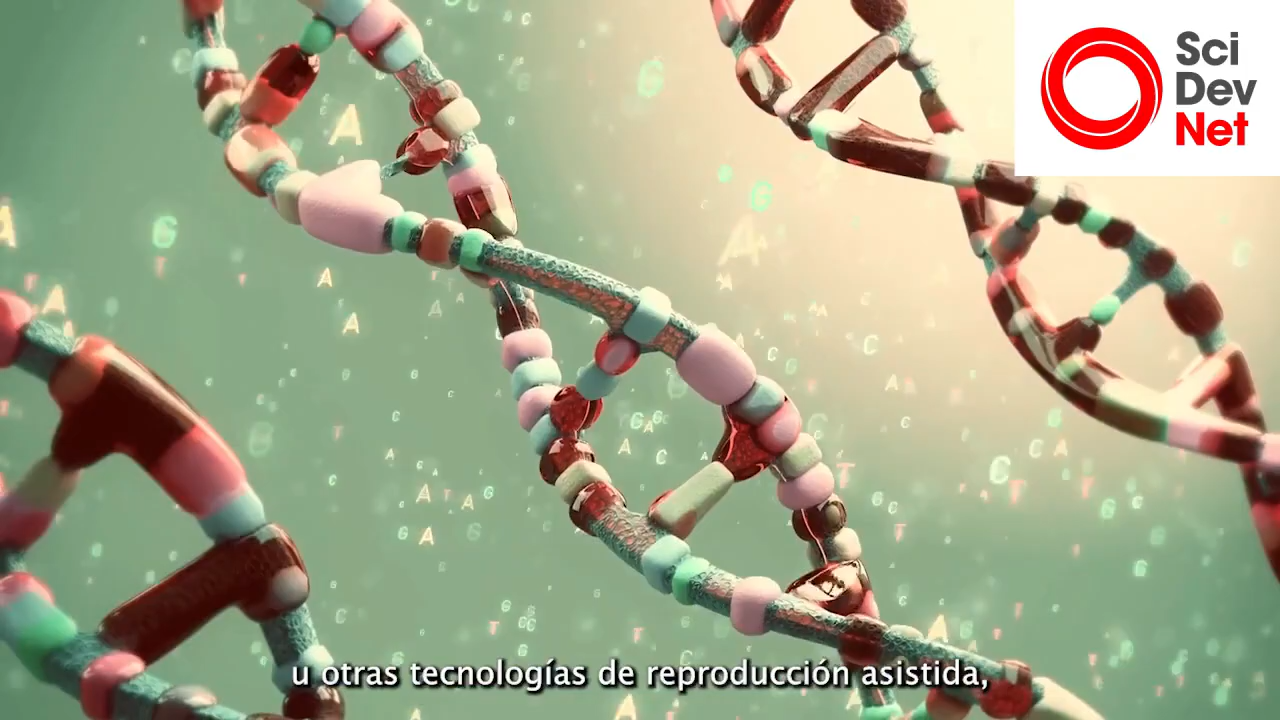 Sci
Dev
Net
u otras tecnologías de reproducción asistida,